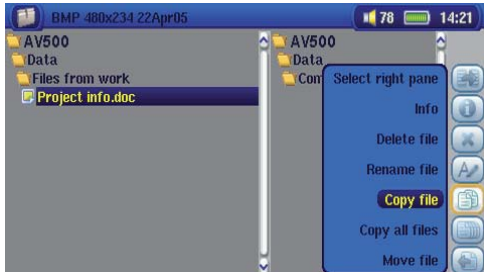 BMP 480x234 22Apr05
78
14:21
AV500
Data
Files from work
Project info.doc
AV500
Data
Select right pane
Info
Delete file
Rename file
Copy file
Copy all files
Move file